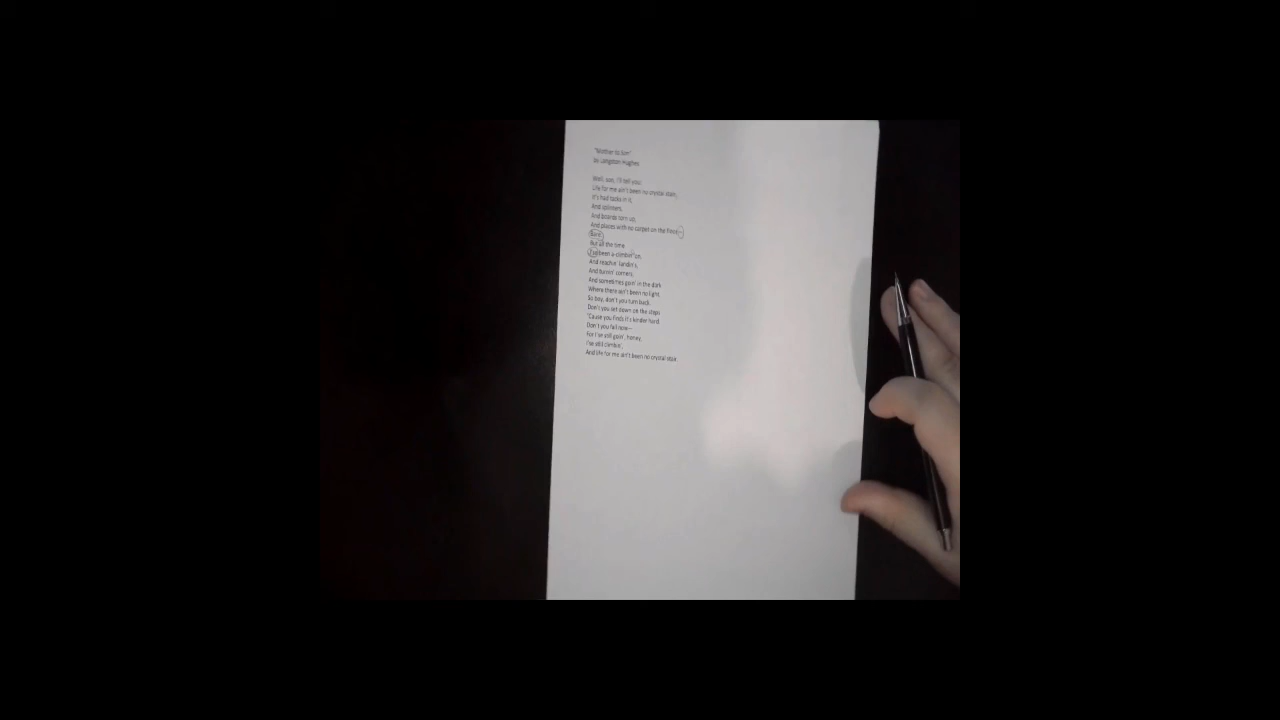 "Mother to Son"
by Langston Hughes
Well, son, I'll tell you:
Life for me ain't been no crystal stair.
It's had tacks in it,
And splinters,
And boards torn up,
And places with no carpet on the floor—
Bare.
But all the time
I'se been a-climbin' on,
And reachin' landin's,
And turnin' corners,
And sometimes goin' in the dark
Where there ain't been no light.
So boy, don't you turn back.
Don't you set down on the steps
'Cause you finds it's kinder hard.
Don't you fall now—
For I'se still goin', honey,
I'se still climbin',
And life for me ain't been no crystal stair.